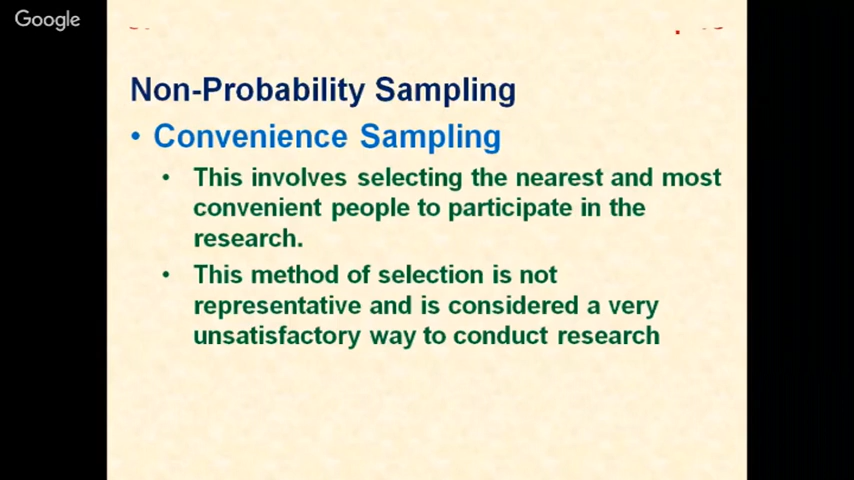 Google
Non-Probability Sampling
• Convenience Sampling
• This involves selecting the nearest and most
convenient people to participate in the
research.
• This method of selection is not
representative and is considered a very
unsatisfactory way to conduct research